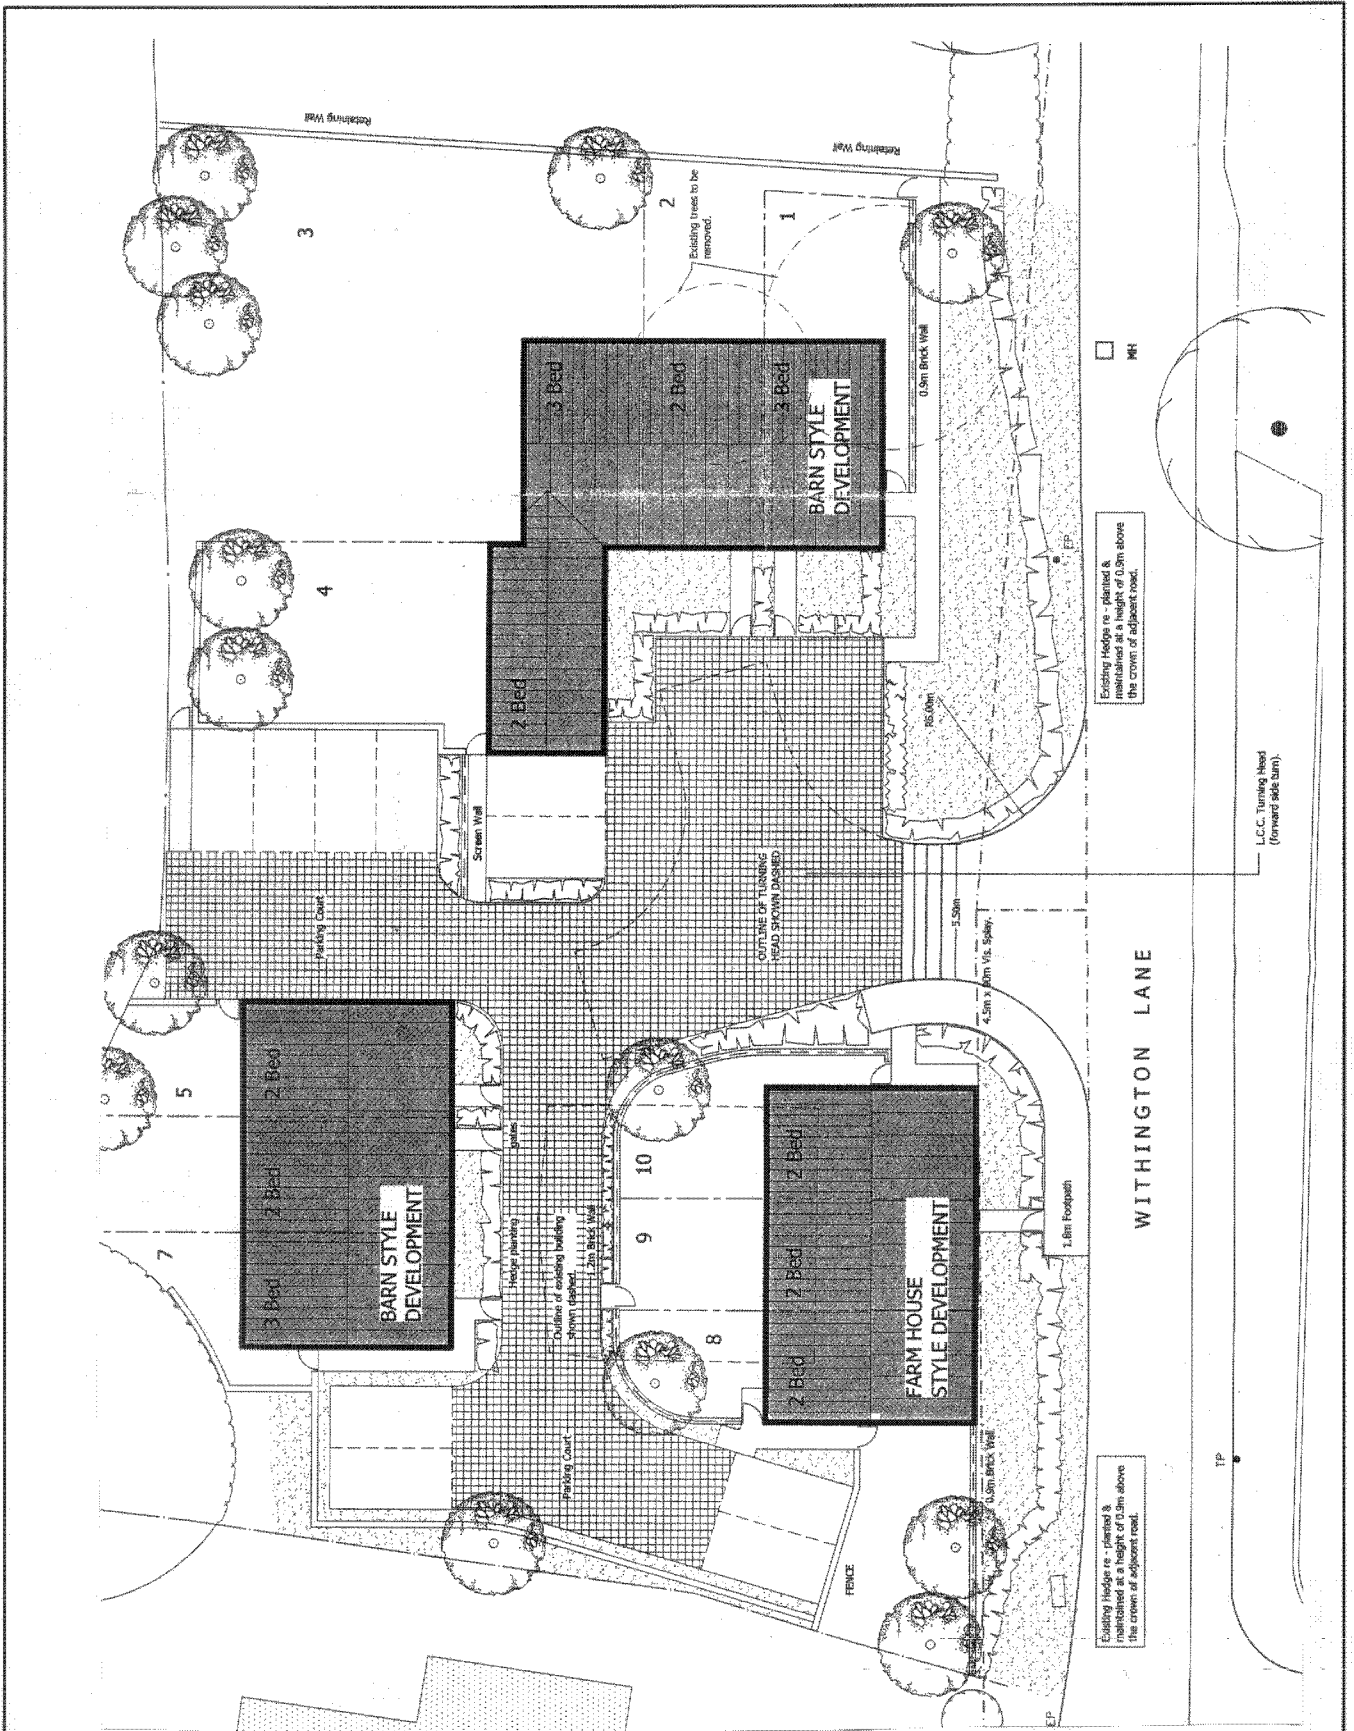 Retaining Wall
Retaining Wall
3
2
Existing trees to be
removed.
1
3 Bed
2 Bed
3 Bed
BARN STYLE
DEVELOPMENT
0.9m Brick Wall
MH
4
2 Bed
EP
Existing Hedge re - planted &
maintained at a height of 0.9m above
the crown of adjacent road.
R6.00m
Screen Wall
Parking Court
OUTLINE OF TURNING
HEAD SHOWN DASHED
L.C.C. Turning Head
(forward side turn).
5.50m
4.5m x 90m Vis. Splay.
WITHINGTON LANE
5
7
2 Bed
2 Bed
3 Bed
BARN STYLE
DEVELOPMENT
gates
Hedge planting
Outline of existing building
shown dashed.
1.2m Brick Wall
10
9
8
2 Bed
2 Bed
2 Bed
FARM HOUSE
STYLE DEVELOPMENT
1.8m Footpath
Parking Court
FENCE
0.9m Brick Wall
Existing Hedge re - planted &
maintained at a height of 0.9m above
the crown of adjacent road.
TP
EP